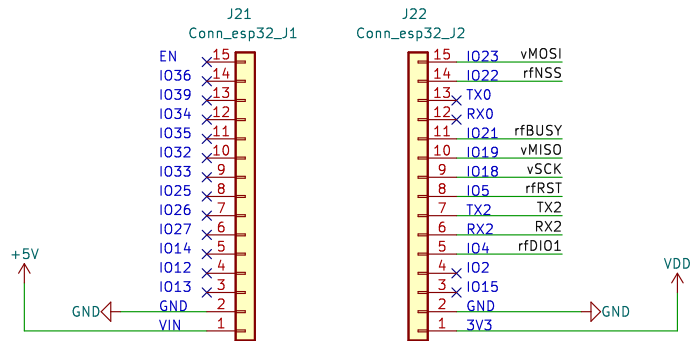 J21
Conn_esp32_J1
EN 15
IO36 14
IO39 13
IO34 12
IO35 11
IO32 10
IO33 9
IO25 8
IO26 7
IO27 6
IO14 5
IO12 4
IO13 3
GND GND 2
VIN 1
+5V
J22
Conn_esp32_J2
15 IO23 vMOSI
14 IO22 rfNSS
13 TX0
12 RX0
11 IO21 rfBUSY
10 IO19 vMISO
9 IO18 vSCK
8 IO5 rfRST
7 TX2 TX2
6 RX2 RX2
5 IO4 rfDIO1
4 IO2
3 IO15
2 GND GND
1 3V3
VDD